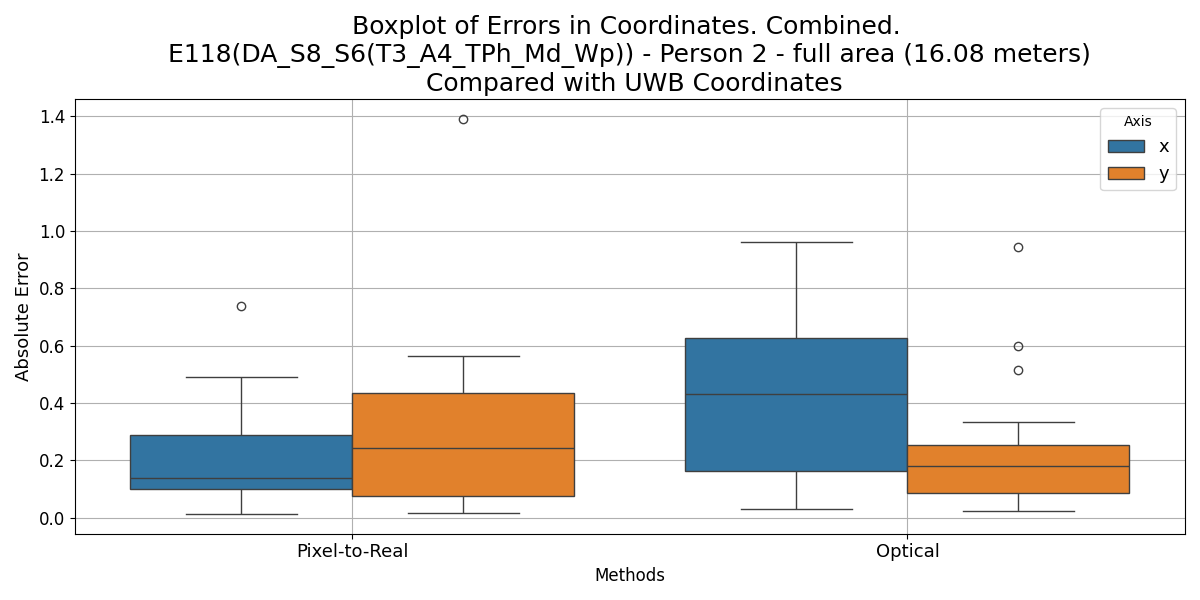 Boxplot of Errors in Coordinates. Combined.
E118(DA_S8_S6(T3_A4_TPh_Md_Wp)) - Person 2 - full area (16.08 meters)
Compared with UWB Coordinates
Axis
x
y
1.4
1.2
1.0
0.8
0.6
0.4
0.2
0.0
Absolute Error
Pixel-to-Real
Optical
Methods